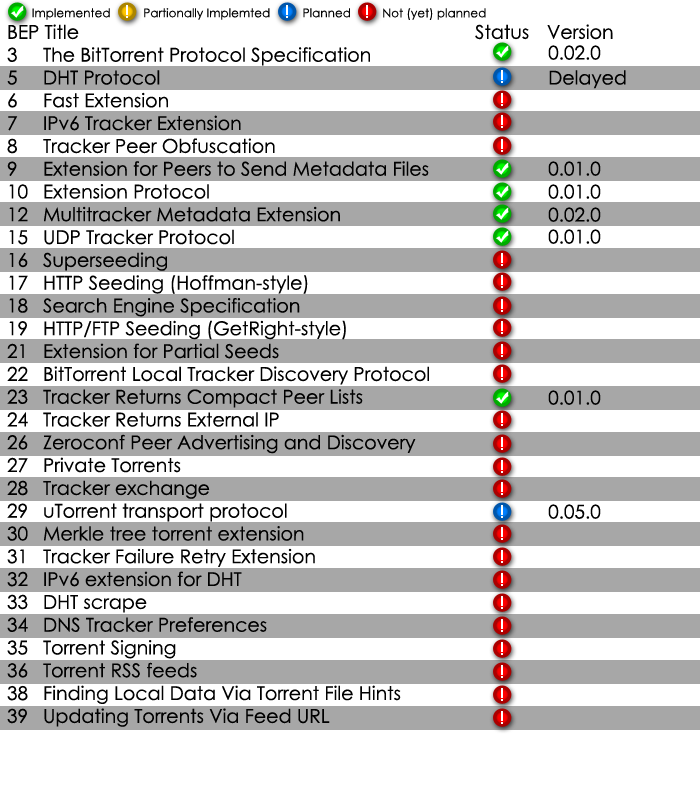 Implemented Partionally Implemted Planned Not (yet) planned
BEP Title Status Version
3 The BitTorrent Protocol Specification 0.02.0
5 DHT Protocol Delayed
6 Fast Extension
7 IPv6 Tracker Extension
8 Tracker Peer Obfuscation
9 Extension for Peers to Send Metadata Files 0.01.0
10 Extension Protocol 0.01.0
12 Multitracker Metadata Extension 0.02.0
15 UDP Tracker Protocol 0.01.0
16 Superseeding
17 HTTP Seeding (Hoffman-style)
18 Search Engine Specification
19 HTTP/FTP Seeding (GetRight-style)
21 Extension for Partial Seeds
22 BitTorrent Local Tracker Discovery Protocol
23 Tracker Returns Compact Peer Lists 0.01.0
24 Tracker Returns External IP
26 Zeroconf Peer Advertising and Discovery
27 Private Torrents
28 Tracker exchange
29 uTorrent transport protocol 0.05.0
30 Merkle tree torrent extension
31 Tracker Failure Retry Extension
32 IPv6 extension for DHT
33 DHT scrape
34 DNS Tracker Preferences
35 Torrent Signing
36 Torrent RSS feeds
38 Finding Local Data Via Torrent File Hints
39 Updating Torrents Via Feed URL